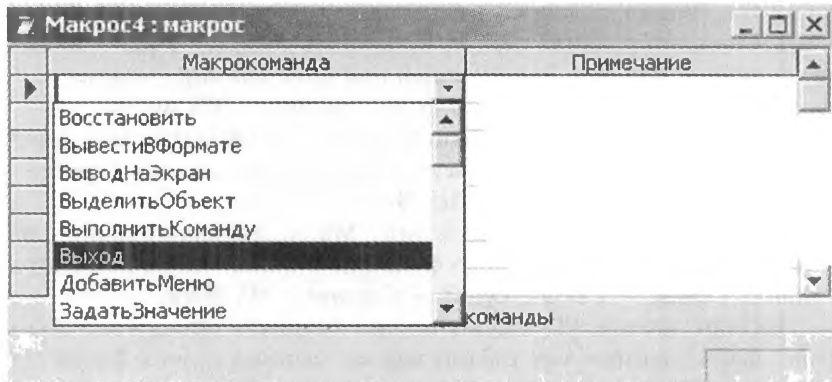 Макрос4 : макрос
Макрокоманда Примечание
Восстановить
ВывестиВФормате
ВыводНаЭкран
ВыделитьОбъект
ВыполнитьКоманду
Выход
ДобавитьМеню
ЗадатьЗначение
команды